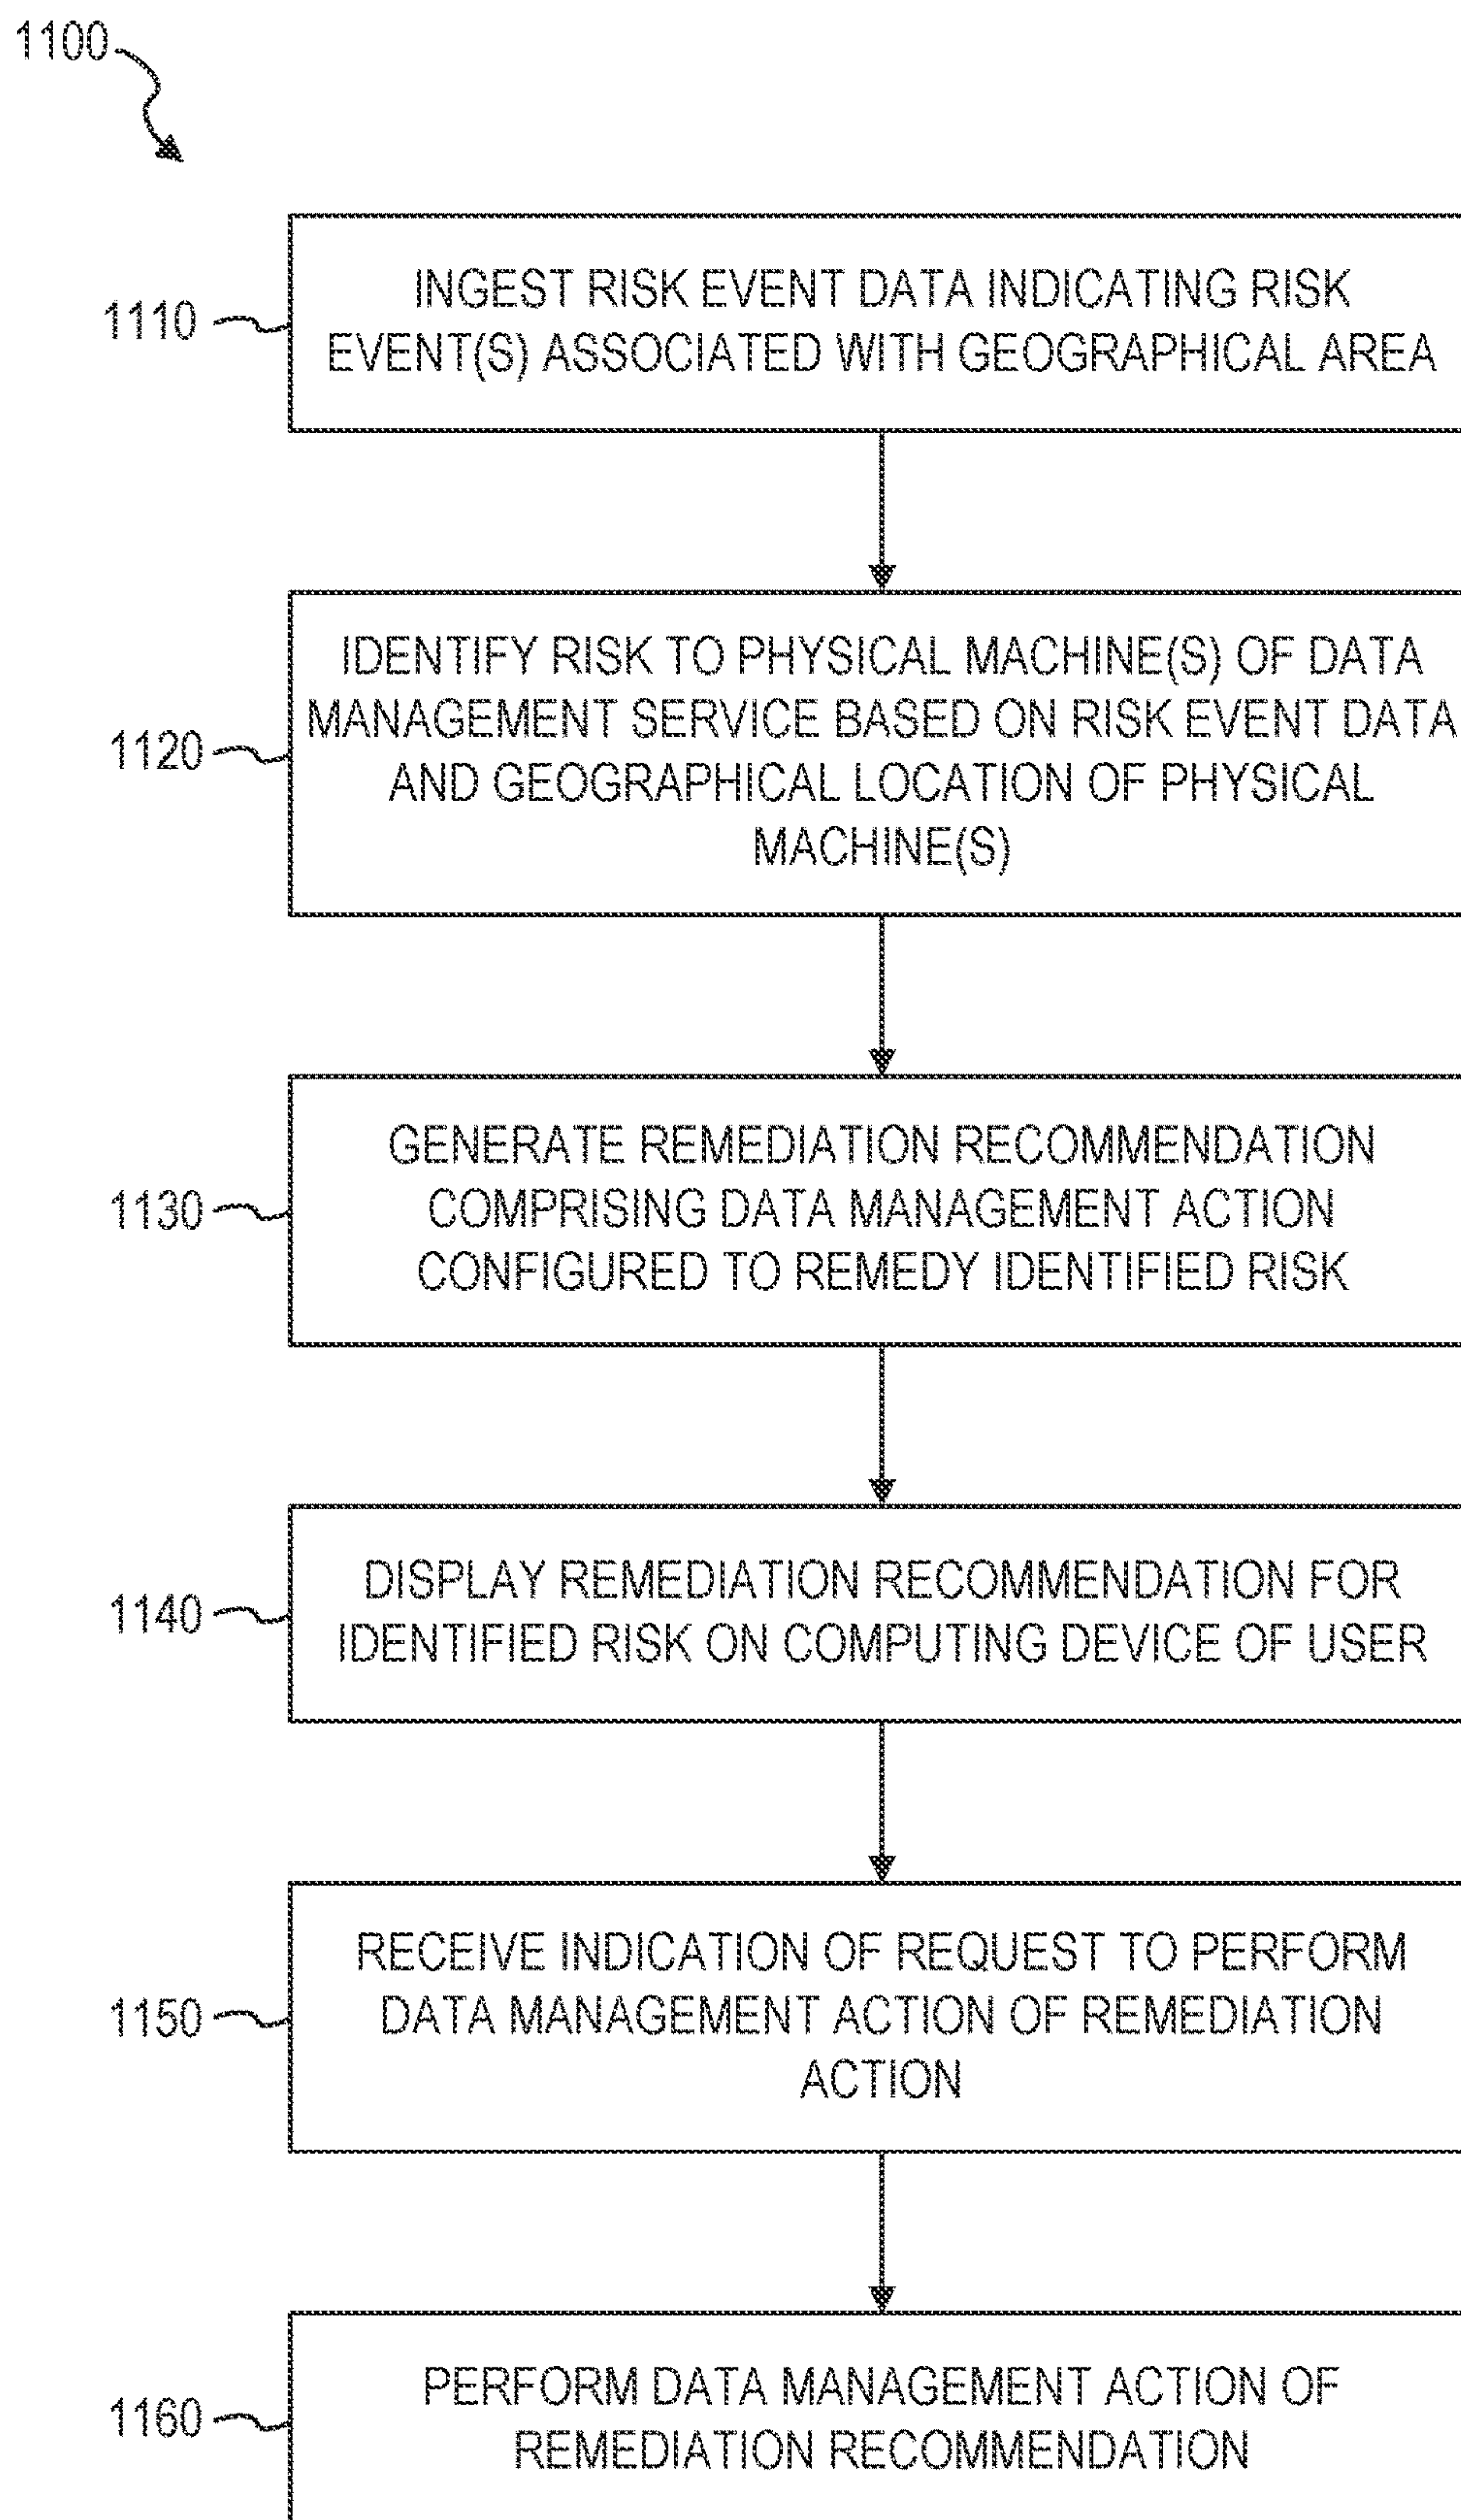 1100
INGEST RISK EVENT DATA INDICATING RISK
EVENT(S) ASSOCIATED WITH GEOGRAPHICAL AREA
1110
IDENTIFY RISK TO PHYSICAL MACHINE(S) OF DATA
MANAGEMENT SERVICE BASED ON RISK EVENT DATA
AND GEOGRAPHICAL LOCATION OF PHYSICAL
MACHINE(S)
1120
GENERATE REMEDIATION RECOMMENDATION
COMPRISING DATA MANAGEMENT ACTION
CONFIGURED TO REMEDY IDENTIFIED RISK
1130
DISPLAY REMEDIATION RECOMMENDATION FOR
IDENTIFIED RISK ON COMPUTING DEVICE OF USER
1140
RECEIVE INDICATION OF REQUEST TO PERFORM
DATA MANAGEMENT ACTION OF REMEDIATION
ACTION
1150
PERFORM DATA MANAGEMENT ACTION OF
REMEDIATION RECOMMENDATION
1160